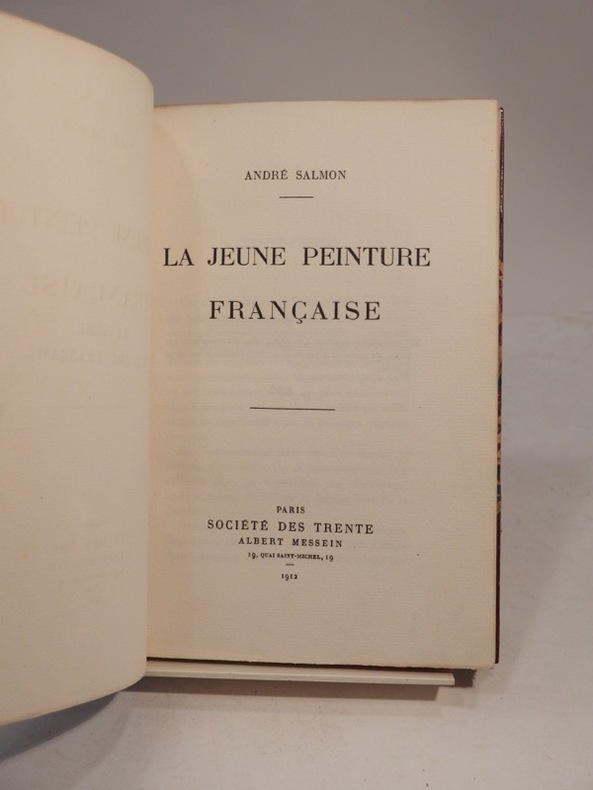 ANDRÉ SALMON
LA JEUNE PEINTURE
FRANÇAISE
PARIS
SOCIÉTÉ DES TRENTE
ALBERT MESSEIN
19, QUAI SAINT-MICHEL, 19
1912